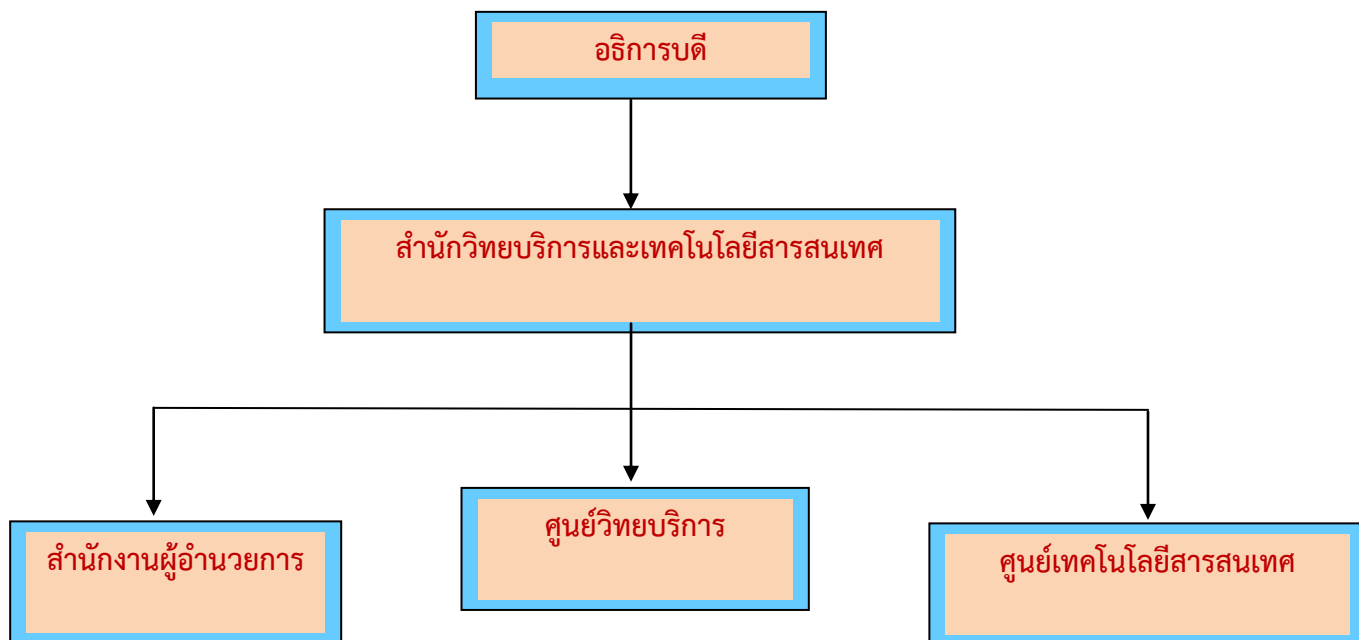 อธิการบดี
สำนักวิทยบริการและเทคโนโลยีสารสนเทศ
สำนักงานผู้อำนวยการ
ศูนย์วิทยบริการ
ศูนย์เทคโนโลยีสารสนเทศ